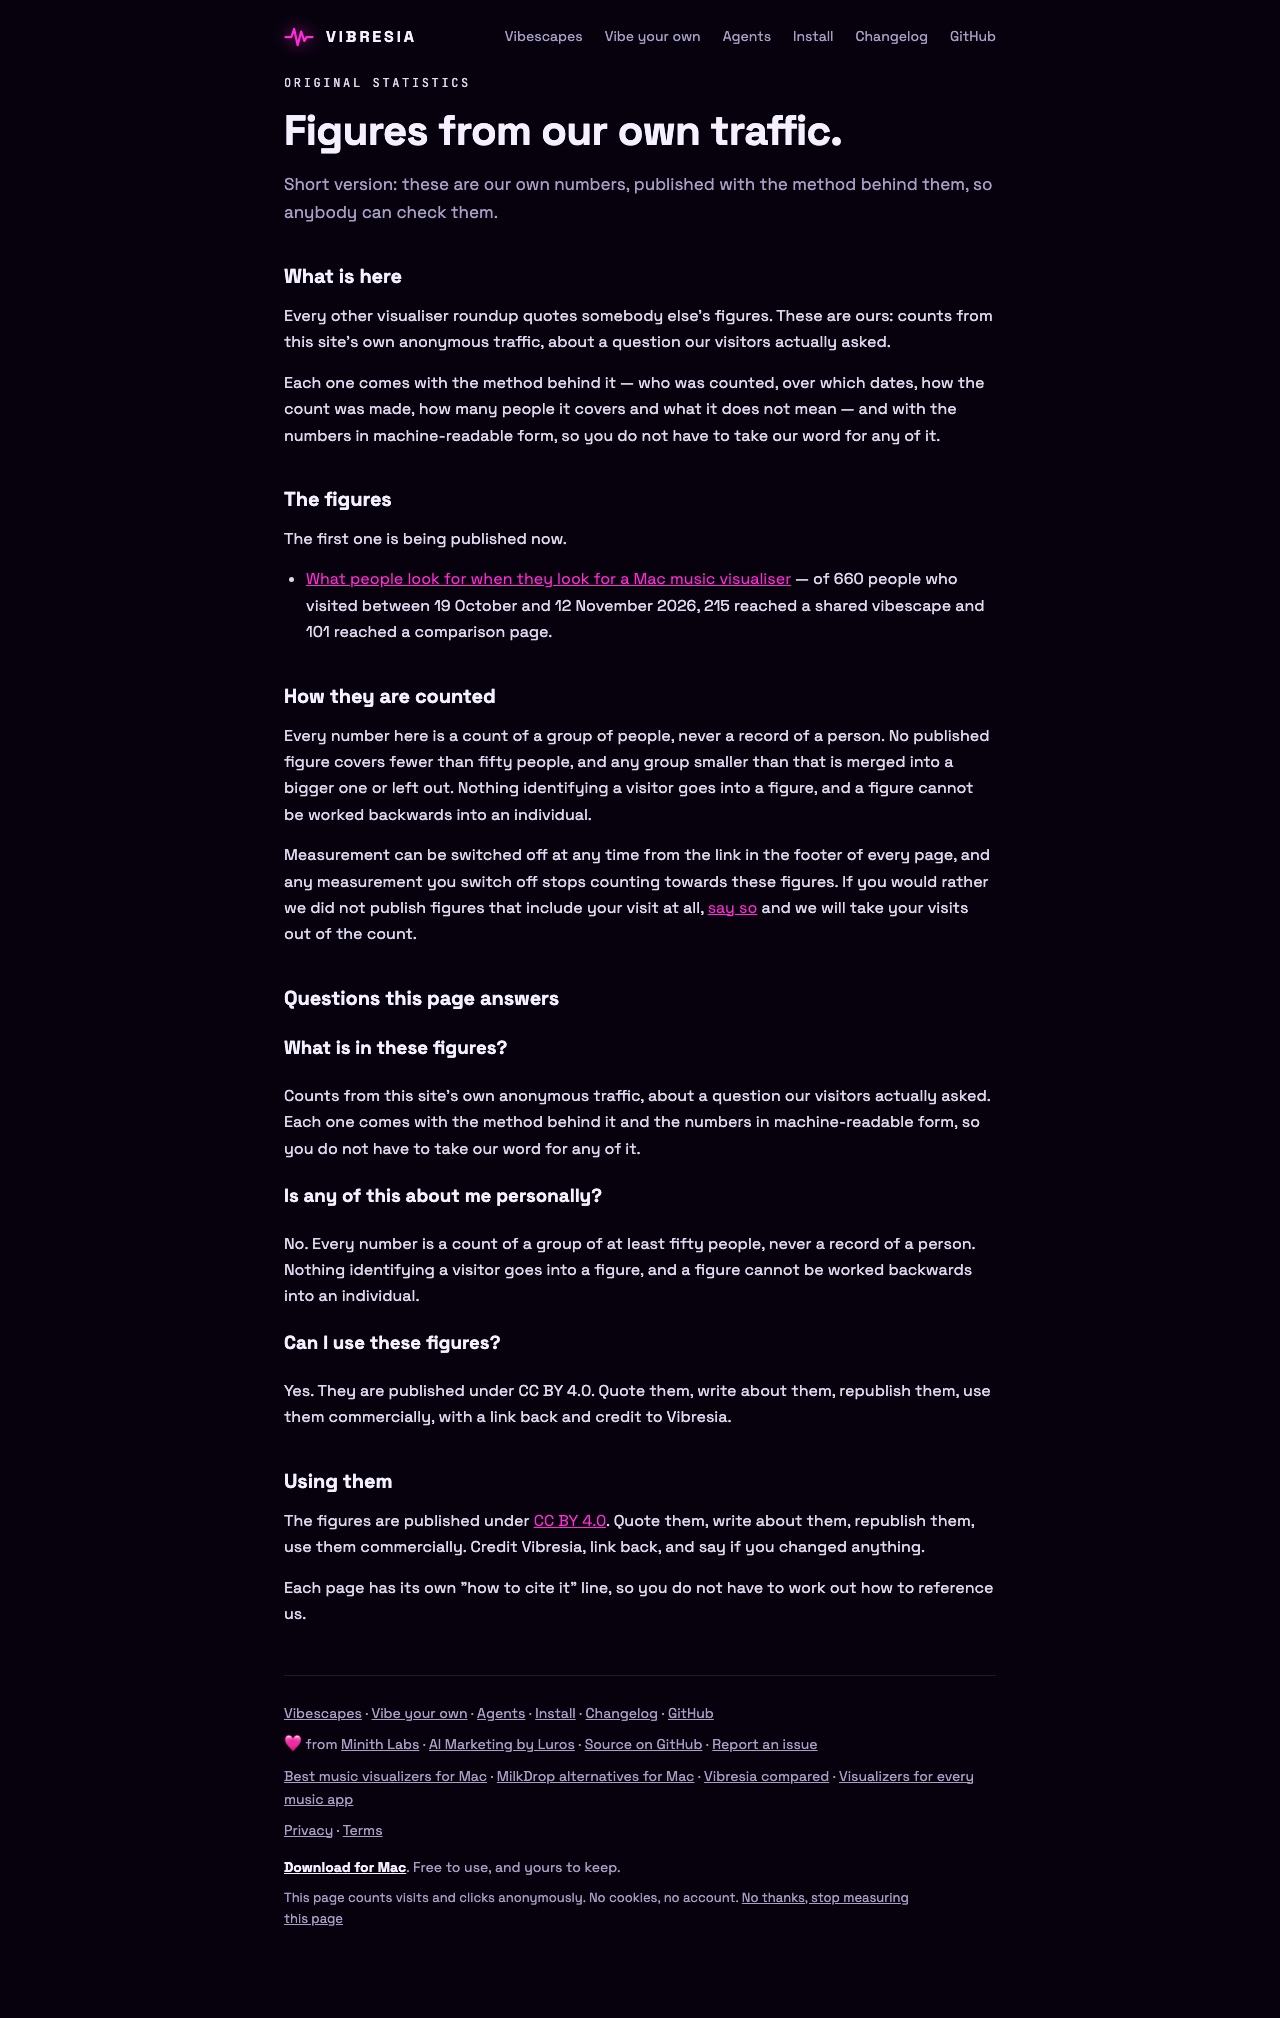 VIBRESIA
Vibescapes Vibe your own Agents Install Changelog GitHub
ORIGINAL STATISTICS
Figures from our own traffic.
Short version: these are our own numbers, published with the method behind them, so
anybody can check them.
What is here
Every other visualiser roundup quotes somebody else's figures. These are ours: counts from
this site's own anonymous traffic, about a question our visitors actually asked.
Each one comes with the method behind it — who was counted, over which dates, how the
count was made, how many people it covers and what it does not mean — and with the
numbers in machine-readable form, so you do not have to take our word for any of it.
The figures
The first one is being published now.
• What people look for when they look for a Mac music visualiser — of 660 people who
visited between 19 October and 12 November 2026, 215 reached a shared vibescape and
101 reached a comparison page.
How they are counted
Every number here is a count of a group of people, never a record of a person. No published
figure covers fewer than fifty people, and any group smaller than that is merged into a
bigger one or left out. Nothing identifying a visitor goes into a figure, and a figure cannot
be worked backwards into an individual.
Measurement can be switched off at any time from the link in the footer of every page, and
any measurement you switch off stops counting towards these figures. If you would rather
we did not publish figures that include your visit at all, say so and we will take your visits
out of the count.
Questions this page answers
What is in these figures?
Counts from this site's own anonymous traffic, about a question our visitors actually asked.
Each one comes with the method behind it and the numbers in machine-readable form, so
you do not have to take our word for any of it.
Is any of this about me personally?
No. Every number is a count of a group of at least fifty people, never a record of a person.
Nothing identifying a visitor goes into a figure, and a figure cannot be worked backwards
into an individual.
Can I use these figures?
Yes. They are published under CC BY 4.0. Quote them, write about them, republish them, use
them commercially, with a link back and credit to Vibresia.
Using them
The figures are published under CC BY 4.0. Quote them, write about them, republish them,
use them commercially. Credit Vibresia, link back, and say if you changed anything.
Each page has its own "how to cite it" line, so you do not have to work out how to reference
us.
Vibescapes · Vibe your own · Agents · Install · Changelog · GitHub
🩷 from Minith Labs · AI Marketing by Luros · Source on GitHub · Report an issue
Best music visualizers for Mac · MilkDrop alternatives for Mac · Vibresia compared · Visualizers for every
music app
Privacy · Terms
Download for Mac. Free to use, and yours to keep.
This page counts visits and clicks anonymously. No cookies, no account. No thanks, stop measuring
this page